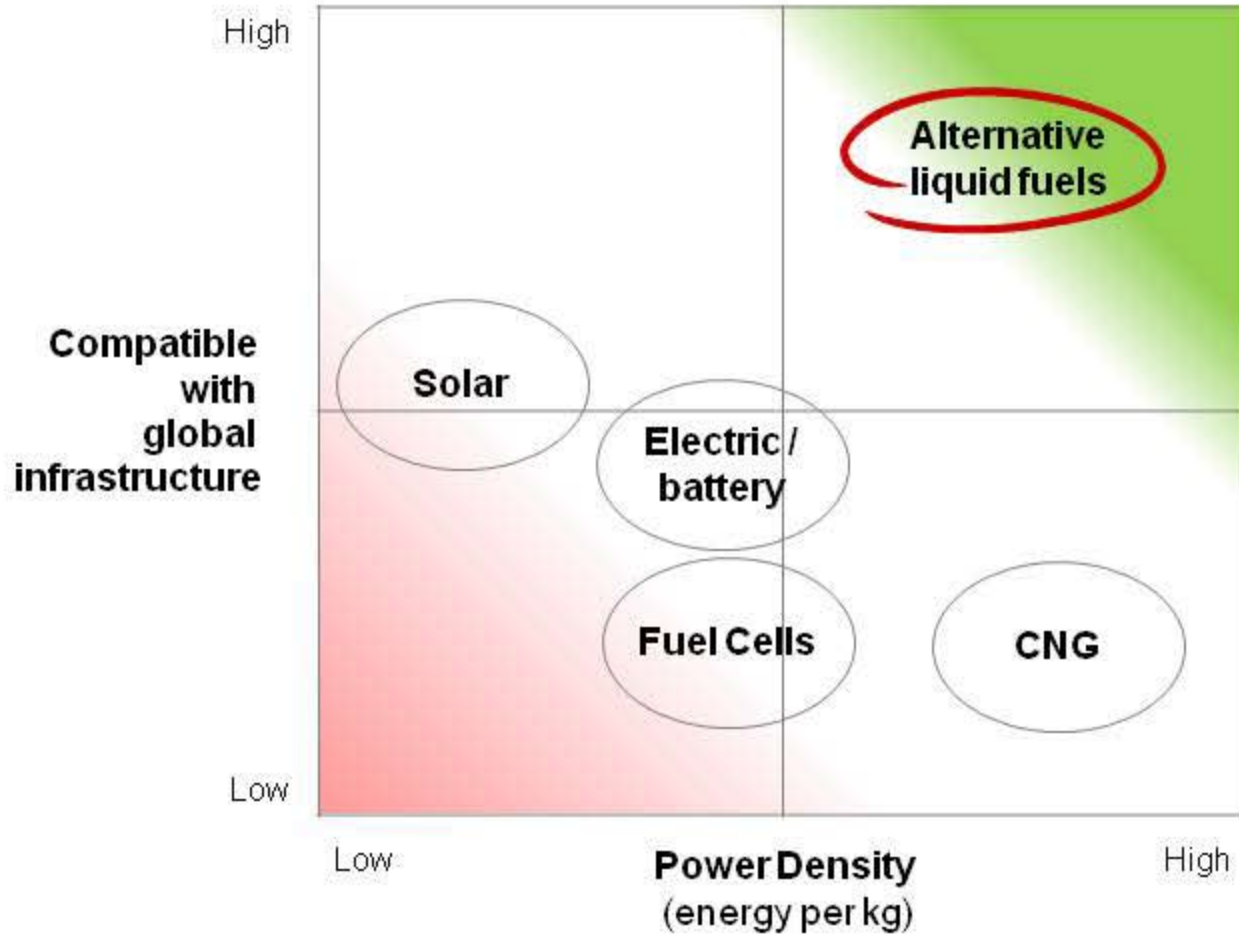 High
Alternative
liquid fuels
Compatible
with
global
infrastructure
Solar
Electric /
battery
Fuel Cells
CNG
Low
Low
Power Density
(energy per kg)
High